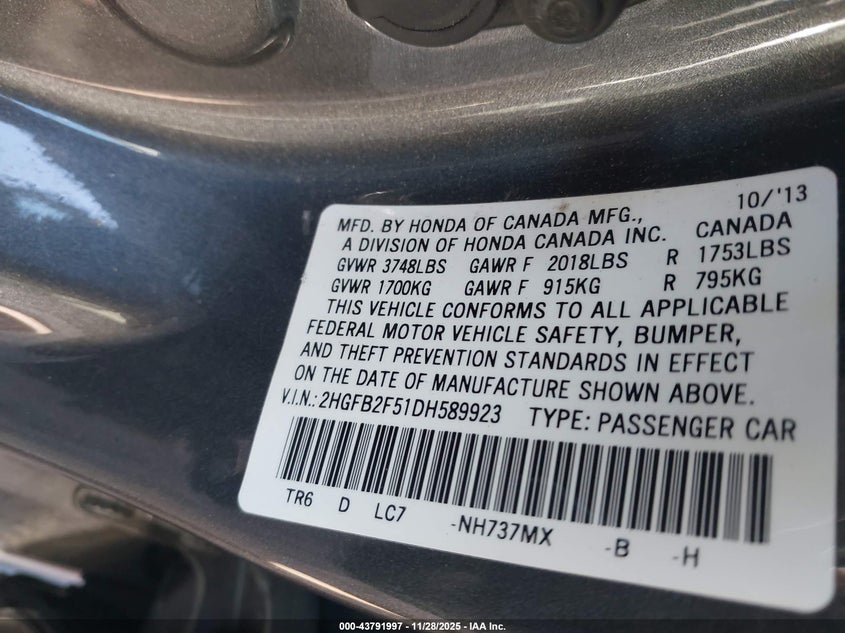 10/'13
MFD. BY HONDA OF CANADA MFG., CANADA
A DIVISION OF HONDA CANADA INC.
GVWR 3748LBS GAWR F 2018LBS R 1753LBS
GVWR 1700KG GAWR F 915KG R 795KG
THIS VEHICLE CONFORMS TO ALL APPLICABLE
FEDERAL MOTOR VEHICLE SAFETY, BUMPER,
AND THEFT PREVENTION STANDARDS IN EFFECT
ON THE DATE OF MANUFACTURE SHOWN ABOVE.
V.I.N.: 2HGFB2F51DH589923 TYPE: PASSENGER CAR
TR6 D LC7 -NH737MX -B -H
000-43791997 | 11/28/2025 - IAA Inc.